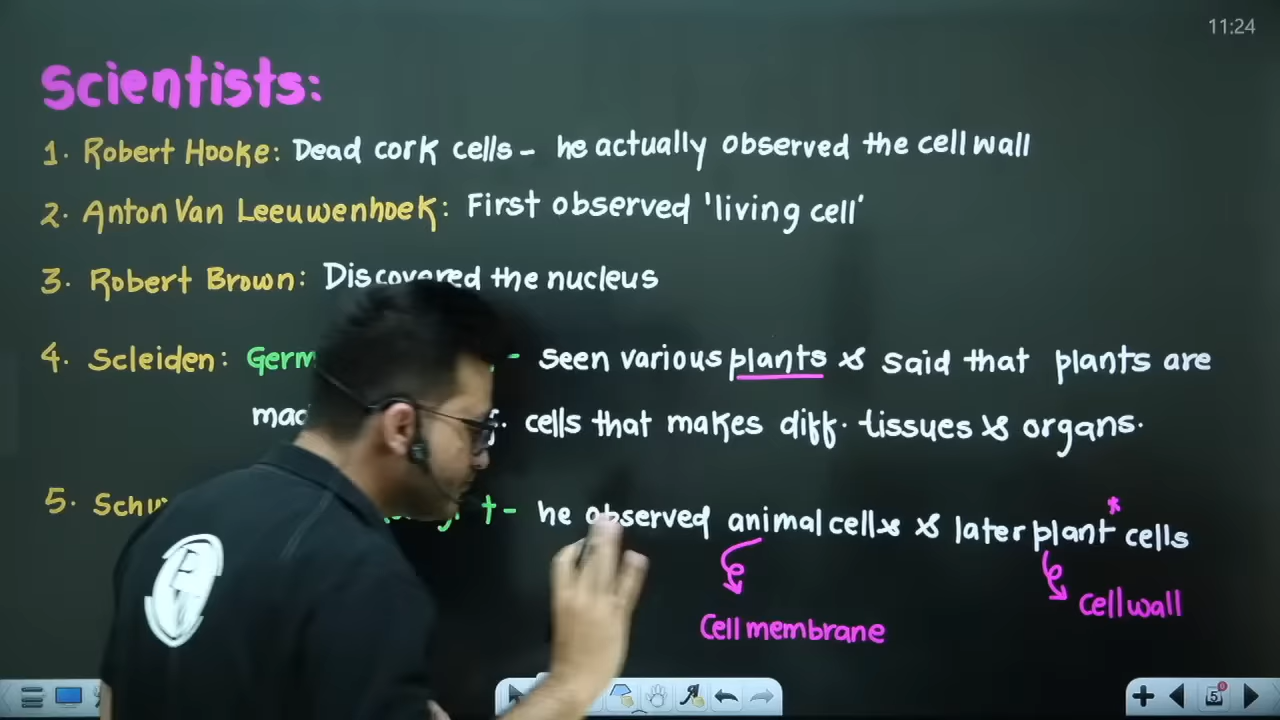 11:24
Scientists:
1. Robert Hooke: Dead cork cells - he actually observed the cell wall
2. Anton Van Leeuwenhoek: First observed 'living cell'
3. Robert Brown: Discovered the nucleus
4. Scleiden: - seen various plants & said that plants are
cells that makes diff. tissues & organs.
5. - he observed animal cells & later plant* cells
cell wall
Cell membrane
5